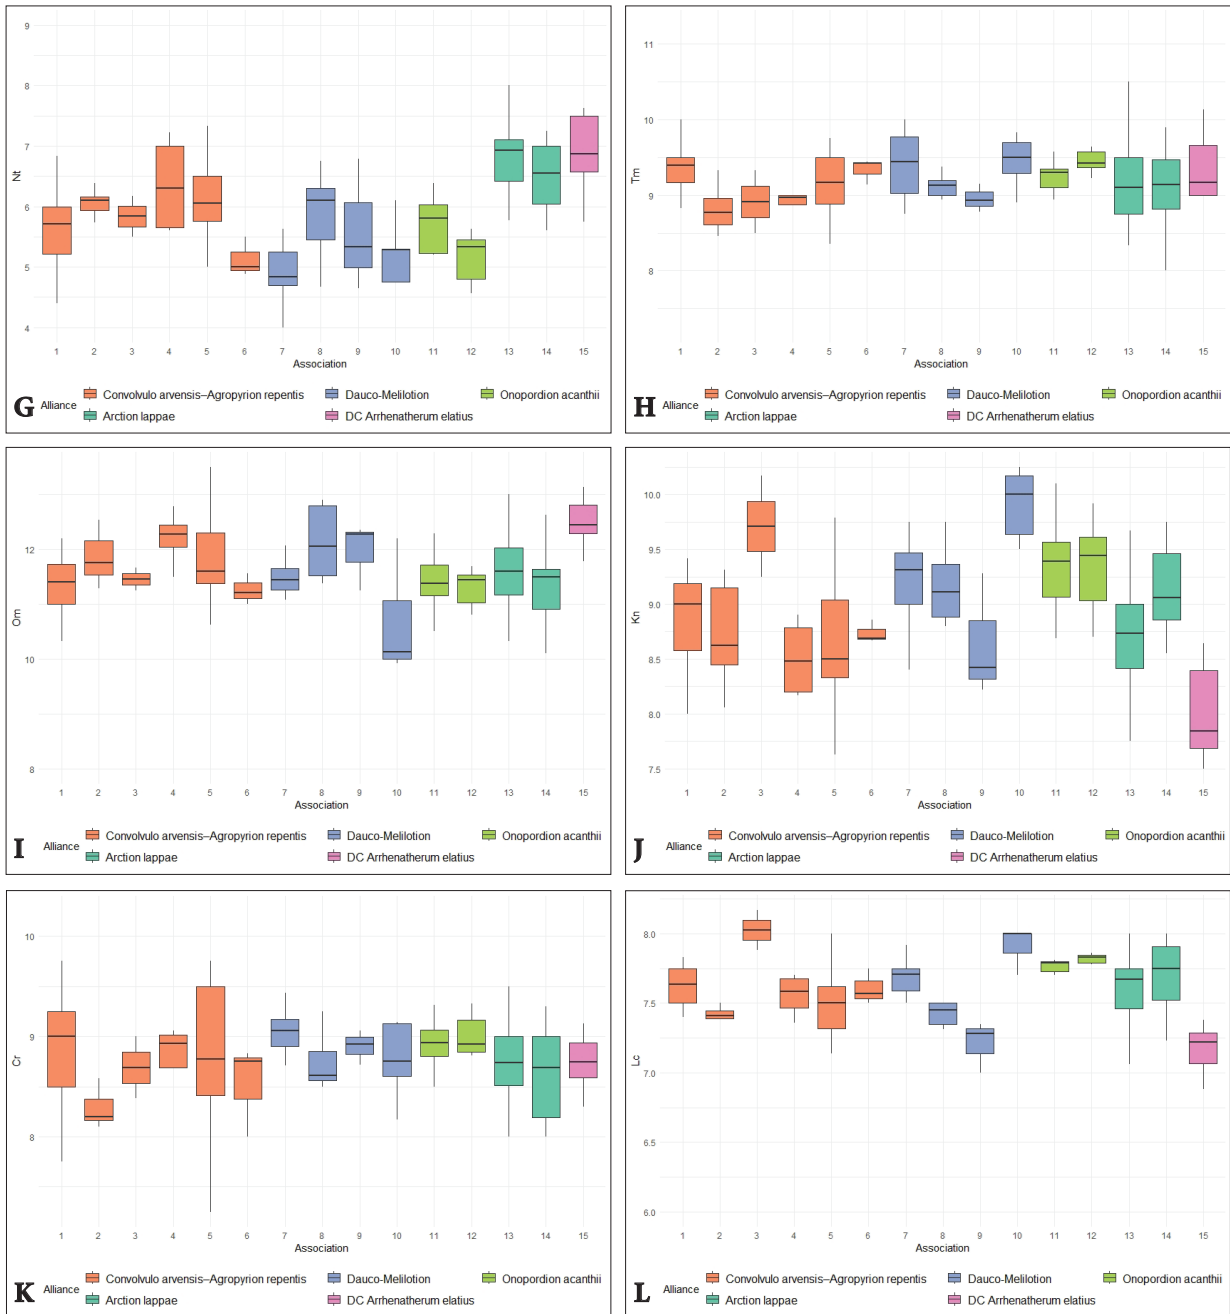 9
8
7
6
5
4
Nt
1 2 3 4 5 6 7 8 9 10 11 12 13 14 15
Association
G Alliance Convolvulo arvensis–Agropyrion repentis Dauco-Melilotion Onopordion acanthii
Arction lappae DC Arrhenatherum elatius
11
10
9
8
Tm
1 2 3 4 5 6 7 8 9 10 11 12 13 14 15
Association
H Alliance Convolvulo arvensis–Agropyrion repentis Dauco-Melilotion Onopordion acanthii
Arction lappae DC Arrhenatherum elatius
12
10
8
Om
1 2 3 4 5 6 7 8 9 10 11 12 13 14 15
Association
I Alliance Convolvulo arvensis–Agropyrion repentis Dauco-Melilotion Onopordion acanthii
Arction lappae DC Arrhenatherum elatius
10.0
9.5
9.0
8.5
8.0
7.5
Kn
1 2 3 4 5 6 7 8 9 10 11 12 13 14 15
Association
J Alliance Convolvulo arvensis–Agropyrion repentis Dauco-Melilotion Onopordion acanthii
Arction lappae DC Arrhenatherum elatius
10
9
8
Cr
1 2 3 4 5 6 7 8 9 10 11 12 13 14 15
Association
K Alliance Convolvulo arvensis–Agropyrion repentis Dauco-Melilotion Onopordion acanthii
Arction lappae DC Arrhenatherum elatius
8.0
7.5
7.0
6.5
6.0
Lc
1 2 3 4 5 6 7 8 9 10 11 12 13 14 15
Association
L Alliance Convolvulo arvensis–Agropyrion repentis Dauco-Melilotion Onopordion acanthii
Arction lappae DC Arrhenatherum elatius